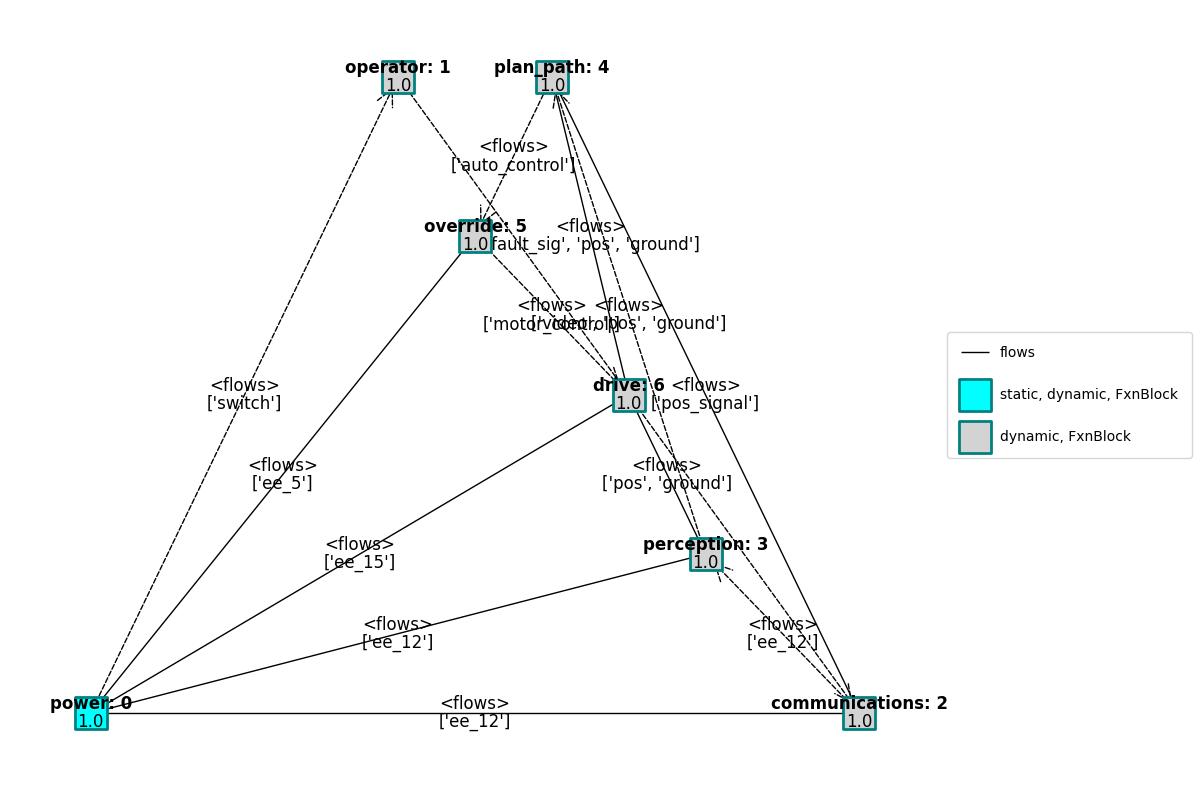 operator: 1
1.0
plan_path: 4
1.0
<flows>
['auto_control']
override: 5
1.0
<flows>
fault_sig', 'pos', 'ground']
<flows>
['motor_control']
<flows>
'pos', 'ground']
<flows>
['switch']
drive: 6
1.0
<flows>
['pos_signal']
<flows>
['ee_5']
<flows>
['pos', 'ground']
<flows>
['ee_15']
perception: 3
1.0
<flows>
['ee_12']
<flows>
['ee_12']
power: 0
1.0
<flows>
['ee_12']
communications: 2
1.0
flows
static, dynamic, FxnBlock
dynamic, FxnBlock